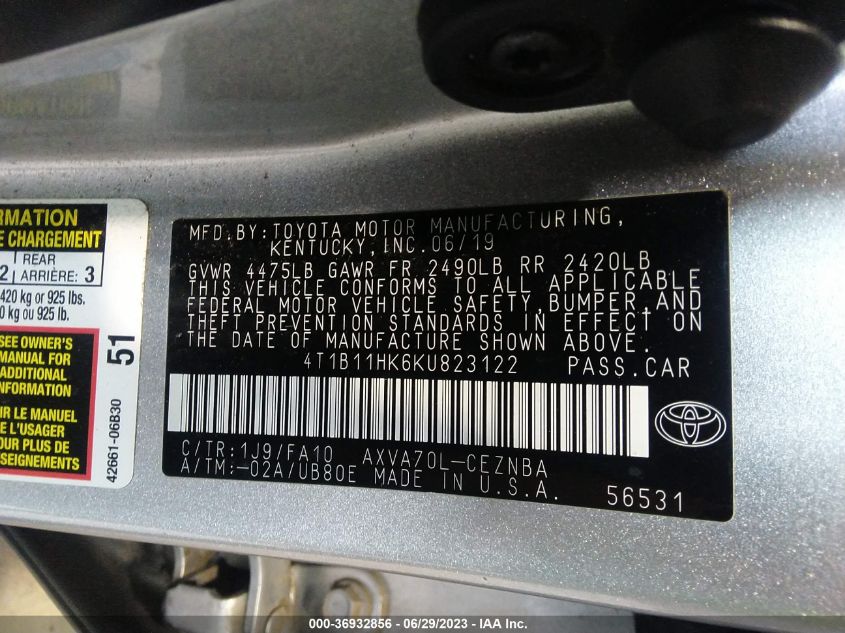 RMATION
E CHARGEMENT
REAR
2 ARRIÈRE: 3
420 kg or 925 lbs.
0 kg ou 925 lb.
SEE OWNER'S
MANUAL FOR
ADDITIONAL
INFORMATION
IR LE MANUEL
E L'USAGER
OUR PLUS DE
SEIGNEMENTS
51
42661-06B30
MFD.BY:TOYOTA MOTOR MANUFACTURING,
KENTUCKY,INC.06/19
GVWR 4475LB GAWR FR 2490LB RR 2420LB
THIS VEHICLE CONFORMS TO ALL APPLICABLE
FEDERAL MOTOR VEHICLE SAFETY,BUMPER,AND
THEFT PREVENTION STANDARDS IN EFFECT ON
THE DATE OF MANUFACTURE SHOWN ABOVE.
4T1B11HK6KU823122 PASS.CAR
C/TR:1J9/FA10 AXVA70L-CEZNBA
A/TM:-02A/UB80E MADE IN U.S.A.
56531
000-36932856 - 06/29/2023 - IAA Inc.